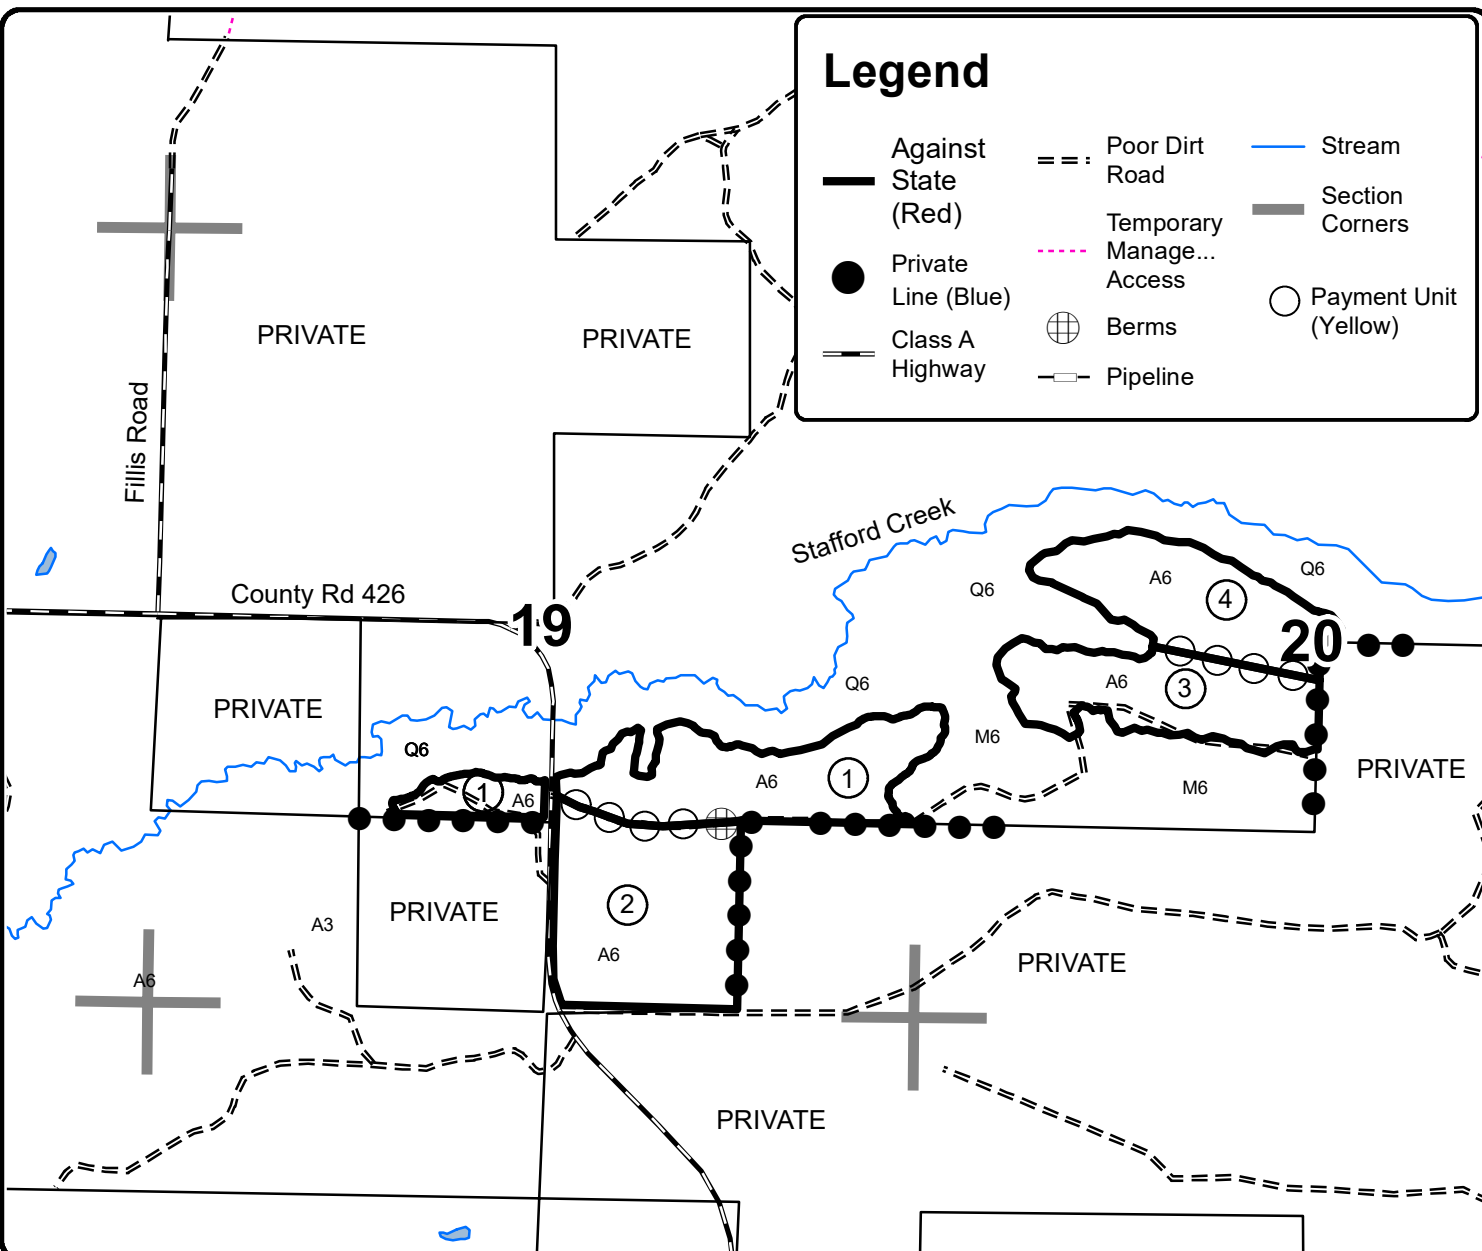 Legend
Against
State
(Red)
Private
Line (Blue)
Class A
Highway
Poor Dirt
Road
Temporary
Manage...
Access
Berms
Pipeline
Stream
Section
Corners
Payment Unit
(Yellow)
PRIVATE
PRIVATE
Fillis Road
Stafford Creek
County Rd 426
19
Q6
A6
4
Q6
20
A6
3
Q6
PRIVATE
M6
Q6
PRIVATE
A6
1
M6
1
A6
2
PRIVATE
A3
A6
PRIVATE
A6
PRIVATE